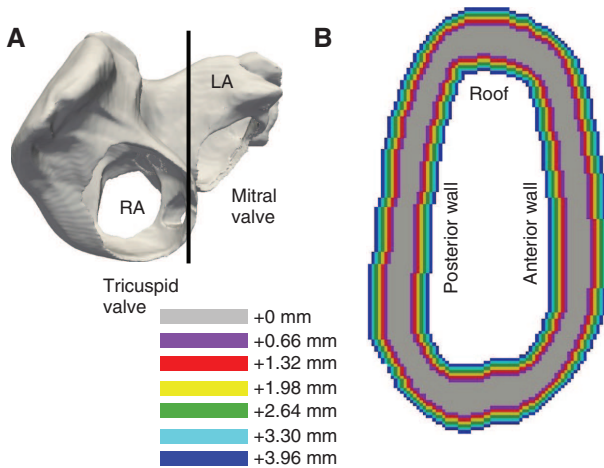 A
LA
RA
Mitral
valve
Tricuspid
valve
+0 mm
+0.66 mm
+1.32 mm
+1.98 mm
+2.64 mm
+3.30 mm
+3.96 mm
B
Roof
Posterior wall
Anterior wall